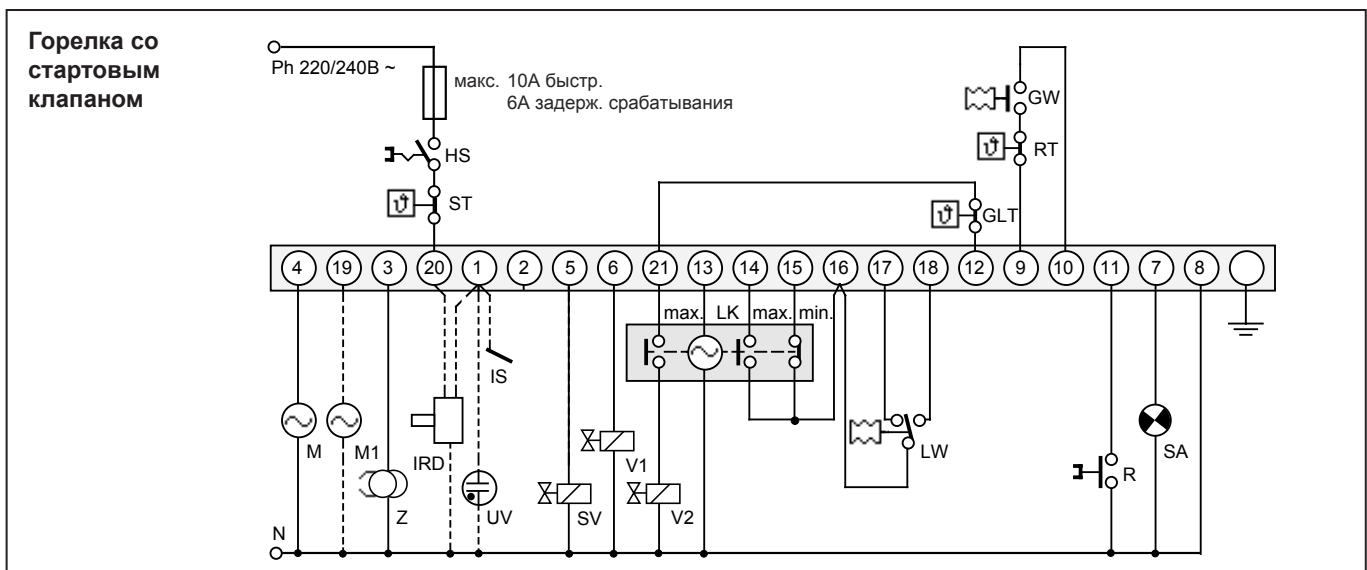 Горелка со
стартовым
клапаном
Ph 220/240В ~
макс. 10А быстр.
6А задерж. срабатывания
HS
ST
GW
RT
GLT
4 19 3 20 1 2 5 6 21 13 14 15 16 17 18 12 9 10 11 7 8
max. LK max. min.
IS
M
M1
IRD
Z
UV
SV
V1
V2
LW
R
SA
N